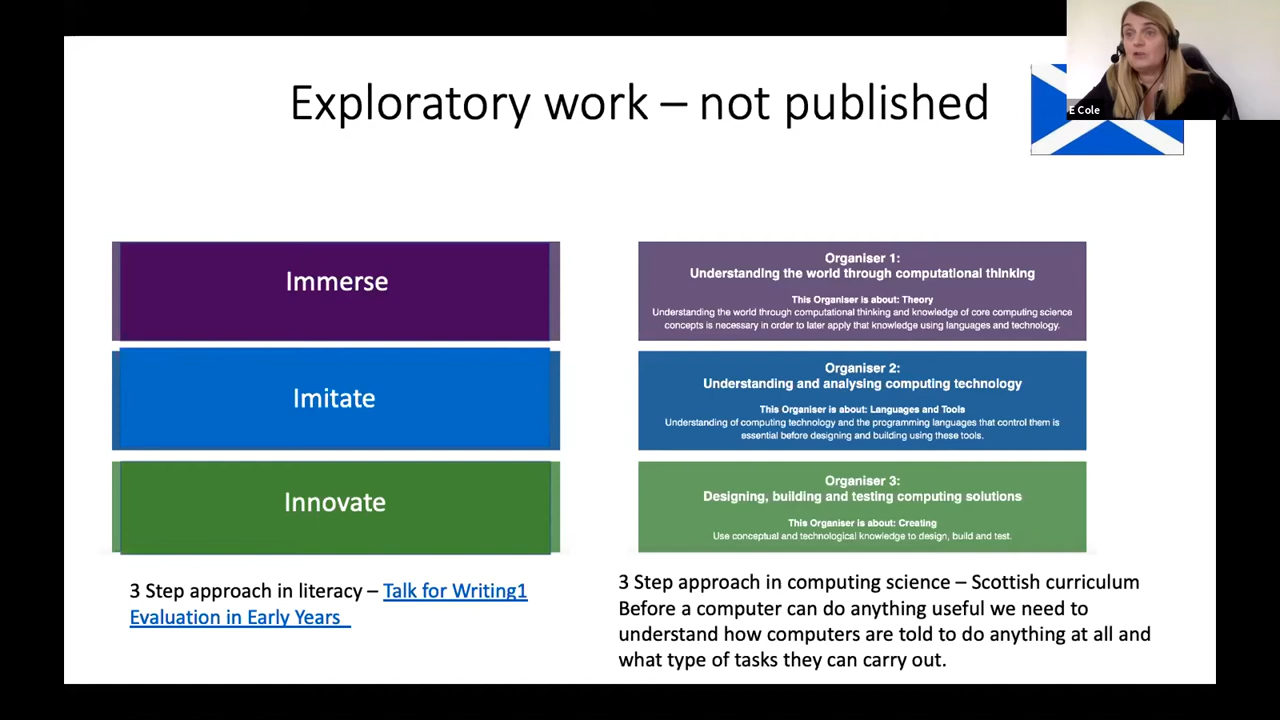 Exploratory work – not published
E Cole
Immerse
Imitate
Innovate
3 Step approach in literacy – Talk for Writing1
Evaluation in Early Years
Organiser 1:
Understanding the world through computational thinking
This Organiser is about: Theory
Understanding the world through computational thinking and knowledge of core computing science
concepts is necessary in order to later apply that knowledge using languages and technology.
Organiser 2:
Understanding and analysing computing technology
This Organiser is about: Languages and Tools
Understanding of computing technology and the programming languages that control them is
essential before designing and building using these tools.
Organiser 3:
Designing, building and testing computing solutions
This Organiser is about: Creating
Use conceptual and technological knowledge to design, build and test.
3 Step approach in computing science – Scottish curriculum
Before a computer can do anything useful we need to
understand how computers are told to do anything at all and
what type of tasks they can carry out.